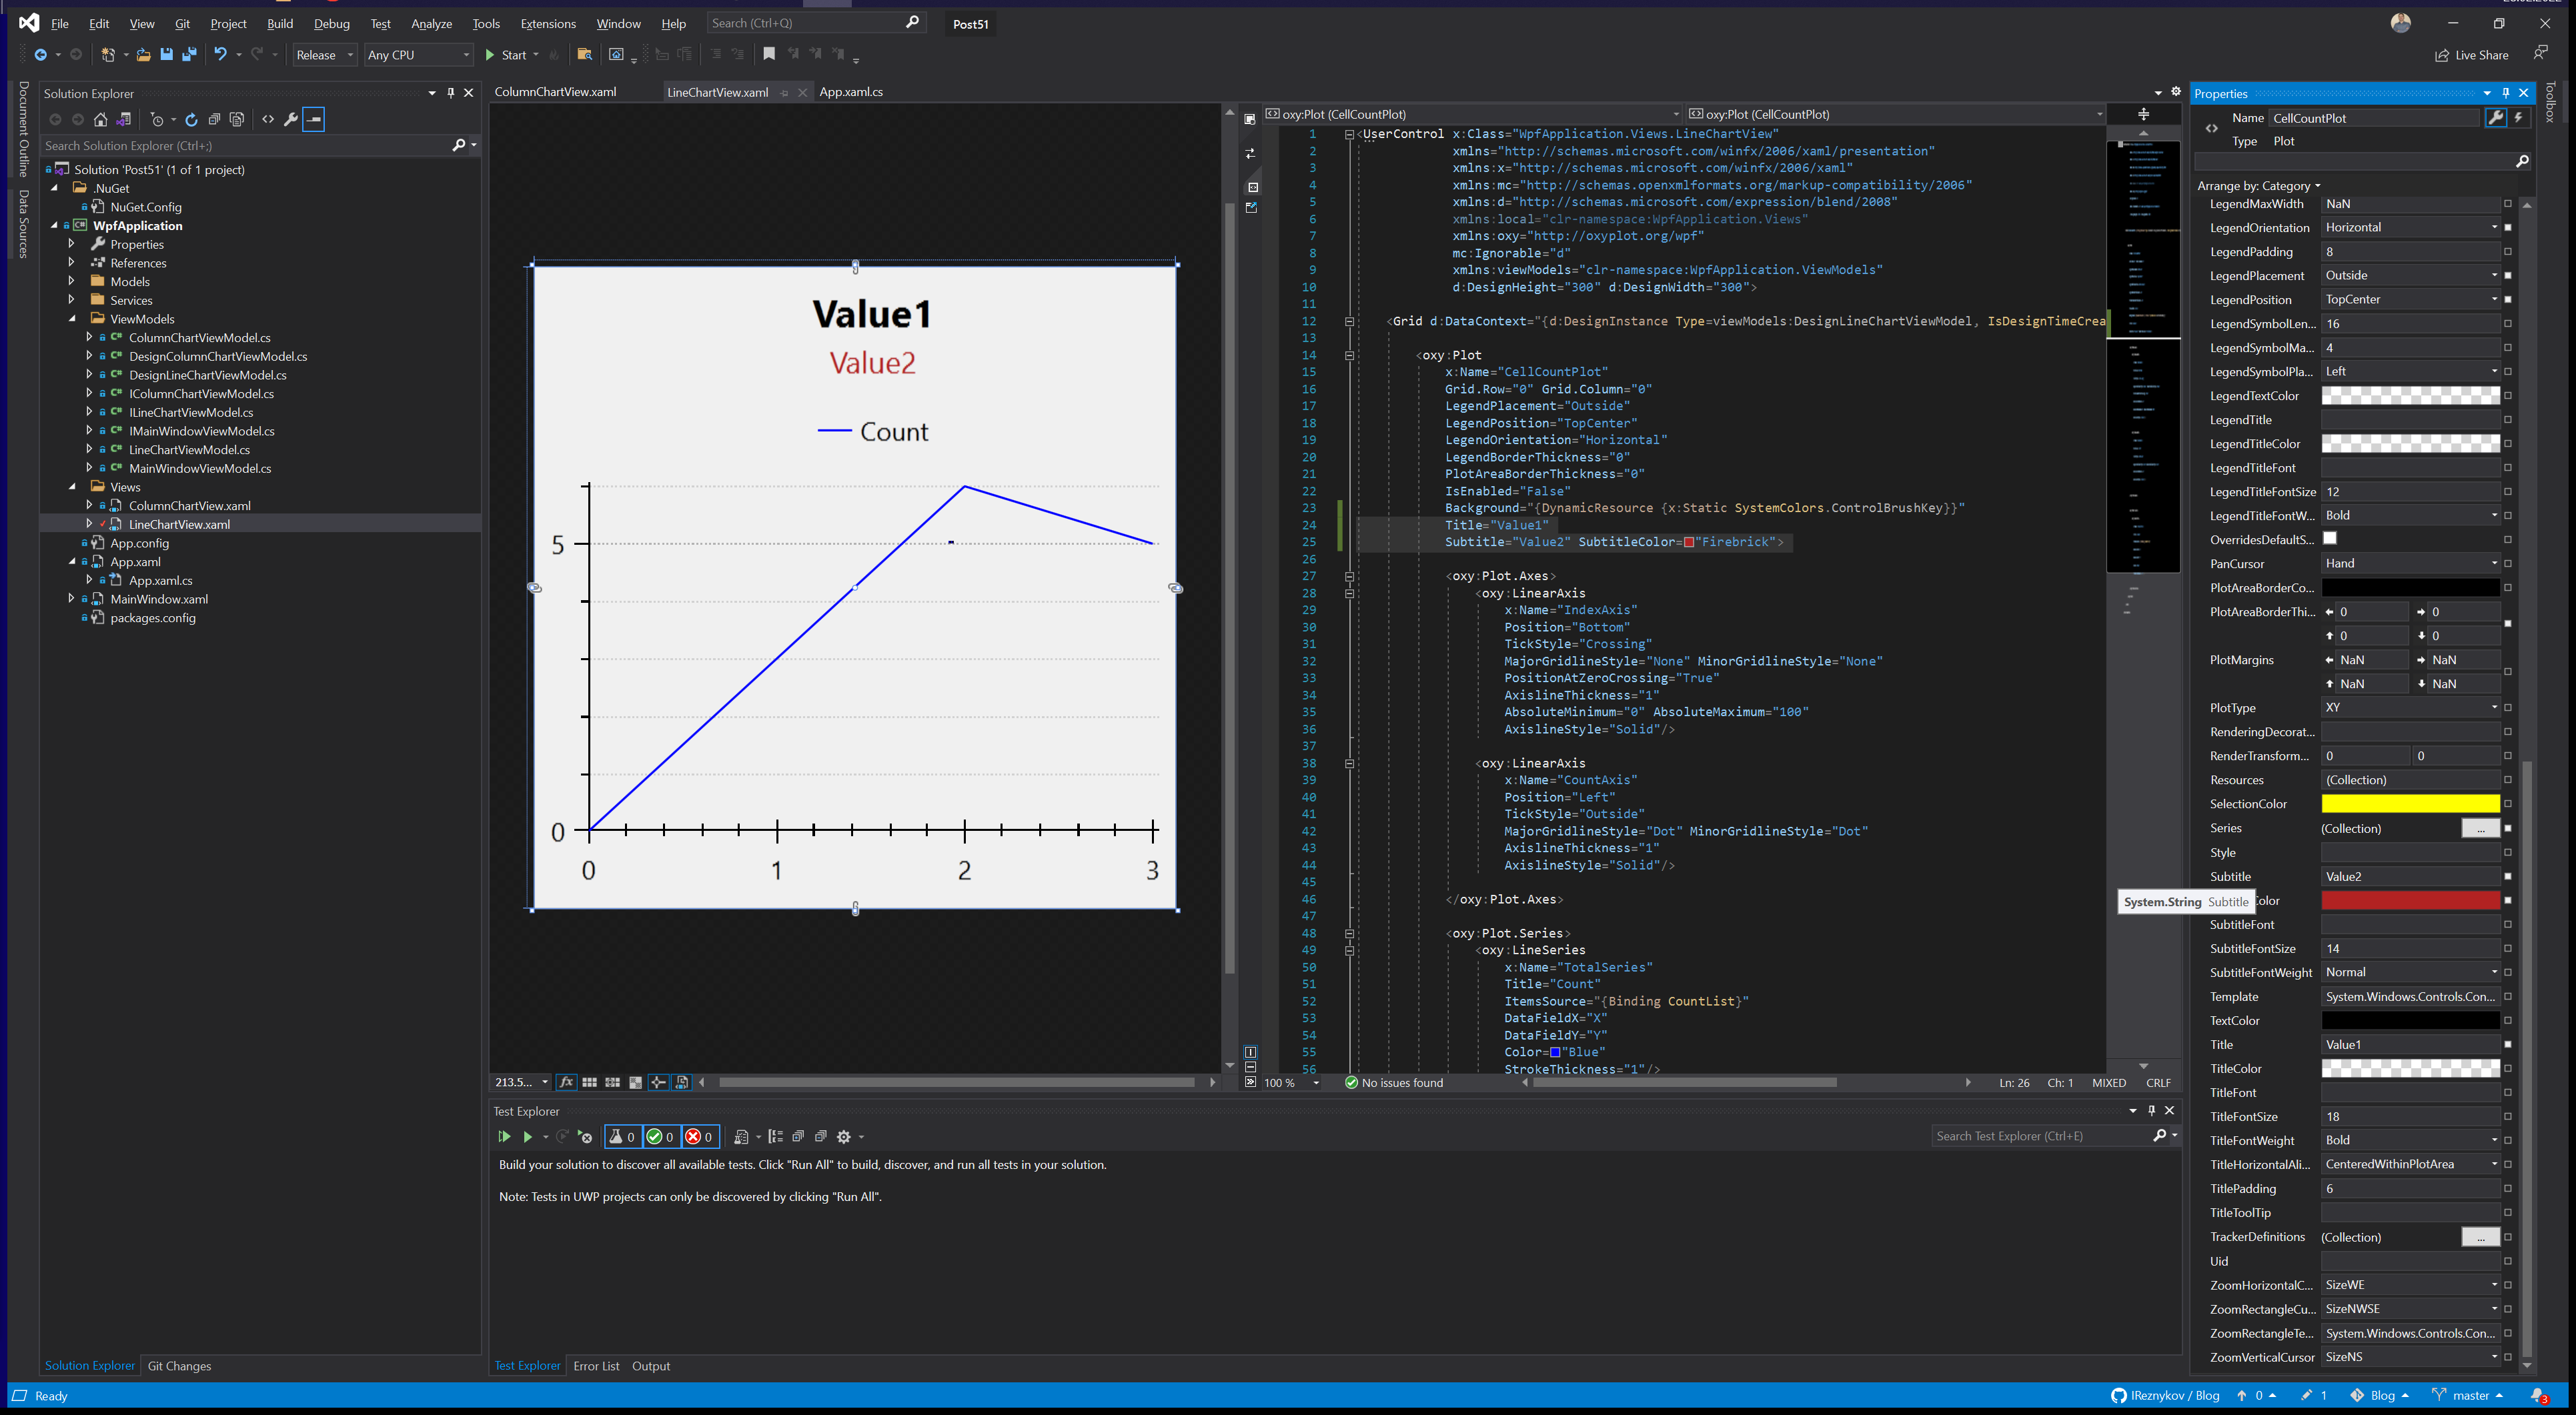 File Edit View Git Project Build Debug Test Analyze Tools Extensions Window Help Search (Ctrl+Q) Post51
Release Any CPU Start Live Share
Document Outline
Data Sources
Solution Explorer
Search Solution Explorer (Ctrl+;)
Solution 'Post51' (1 of 1 project)
.NuGet
NuGet.Config
WpfApplication
Properties
References
Models
Services
ViewModels
ColumnChartViewModel.cs
DesignColumnChartViewModel.cs
DesignLineChartViewModel.cs
IColumnChartViewModel.cs
ILineChartViewModel.cs
IMainWindowViewModel.cs
LineChartViewModel.cs
MainWindowViewModel.cs
Views
ColumnChartView.xaml
LineChartView.xaml
App.config
App.xaml
App.xaml.cs
MainWindow.xaml
packages.config
Solution Explorer Git Changes
ColumnChartView.xaml LineChartView.xaml App.xaml.cs
Value1
Value2
Count
5
0
0 1 2 3
213.5...
oxy:Plot (CellCountPlot) oxy:Plot (CellCountPlot)
1 <UserControl x:Class="WpfApplication.Views.LineChartView"
2 xmlns="http://schemas.microsoft.com/winfx/2006/xaml/presentation"
3 xmlns:x="http://schemas.microsoft.com/winfx/2006/xaml"
4 xmlns:mc="http://schemas.openxmlformats.org/markup-compatibility/2006"
5 xmlns:d="http://schemas.microsoft.com/expression/blend/2008"
6 xmlns:local="clr-namespace:WpfApplication.Views"
7 xmlns:oxy="http://oxyplot.org/wpf"
8 mc:Ignorable="d"
9 xmlns:viewModels="clr-namespace:WpfApplication.ViewModels"
10 d:DesignHeight="300" d:DesignWidth="300">
11
12 <Grid d:DataContext="{d:DesignInstance Type=viewModels:DesignLineChartViewModel, IsDesignTimeCrea
13
14 <oxy:Plot
15 x:Name="CellCountPlot"
16 Grid.Row="0" Grid.Column="0"
17 LegendPlacement="Outside"
18 LegendPosition="TopCenter"
19 LegendOrientation="Horizontal"
20 LegendBorderThickness="0"
21 PlotAreaBorderThickness="0"
22 IsEnabled="False"
23 Background="{DynamicResource {x:Static SystemColors.ControlBrushKey}}"
24 Title="Value1"
25 Subtitle="Value2" SubtitleColor="Firebrick">
26
27 <oxy:Plot.Axes>
28 <oxy:LinearAxis
29 x:Name="IndexAxis"
30 Position="Bottom"
31 TickStyle="Crossing"
32 MajorGridlineStyle="None" MinorGridlineStyle="None"
33 PositionAtZeroCrossing="True"
34 AxislineThickness="1"
35 AbsoluteMinimum="0" AbsoluteMaximum="100"
36 AxislineStyle="Solid"/>
37
38 <oxy:LinearAxis
39 x:Name="CountAxis"
40 Position="Left"
41 TickStyle="Outside"
42 MajorGridlineStyle="Dot" MinorGridlineStyle="Dot"
43 AxislineThickness="1"
44 AxislineStyle="Solid"/>
45
46 </oxy:Plot.Axes>
47
48 <oxy:Plot.Series>
49 <oxy:LineSeries
50 x:Name="TotalSeries"
51 Title="Count"
52 ItemsSource="{Binding CountList}"
53 DataFieldX="X"
54 DataFieldY="Y"
55 Color="Blue"
56 StrokeThickness="1"/>
100 % No issues found Ln: 26 Ch: 1 MIXED CRLF
Test Explorer
0 0 0 Search Test Explorer (Ctrl+E)
Build your solution to discover all available tests. Click "Run All" to build, discover, and run all tests in your solution.
Note: Tests in UWP projects can only be discovered by clicking "Run All".
Test Explorer Error List Output
Properties
Name CellCountPlot
Type Plot
Arrange by: Category
LegendMaxWidth NaN
LegendOrientation Horizontal
LegendPadding 8
LegendPlacement Outside
LegendPosition TopCenter
LegendSymbolLen... 16
LegendSymbolMa... 4
LegendSymbolPla... Left
LegendTextColor
LegendTitle
LegendTitleColor
LegendTitleFont
LegendTitleFontSize 12
LegendTitleFontW... Bold
OverridesDefaultS...
PanCursor Hand
PlotAreaBorderCo...
PlotAreaBorderThi... 0 0
0 0
PlotMargins NaN NaN
NaN NaN
PlotType XY
RenderingDecorat...
RenderTransform... 0 0
Resources (Collection)
SelectionColor
Series (Collection) ...
Style
Subtitle Value2
System.String Subtitle
SubtitleFont
SubtitleFontSize 14
SubtitleFontWeight Normal
Template System.Windows.Controls.Con...
TextColor
Title Value1
TitleColor
TitleFont
TitleFontSize 18
TitleFontWeight Bold
TitleHorizontalAli... CenteredWithinPlotArea
TitlePadding 6
TitleToolTip
TrackerDefinitions (Collection) ...
Uid
ZoomHorizontalC... SizeWE
ZoomRectangleCu... SizeNWSE
ZoomRectangleTe... System.Windows.Controls.Con...
ZoomVerticalCursor SizeNS
Toolbox
Ready IReznykov / Blog 0 1 Blog master 3